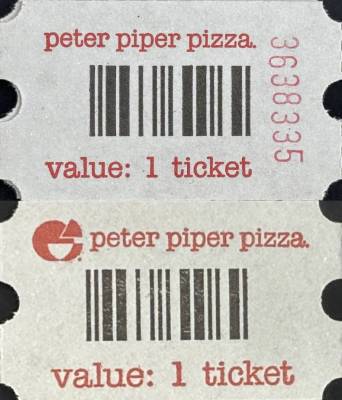 peter piper pizza.
3638335
value: 1 ticket
peter piper pizza.
value: 1 ticket